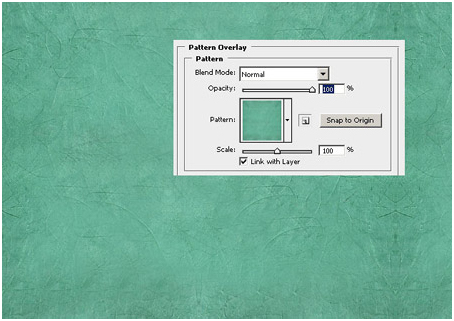 Pattern Overlay
Pattern
Blend Mode: Normal
Opacity: 100 %
Pattern: Snap to Origin
Scale: 100 %
Link with Layer